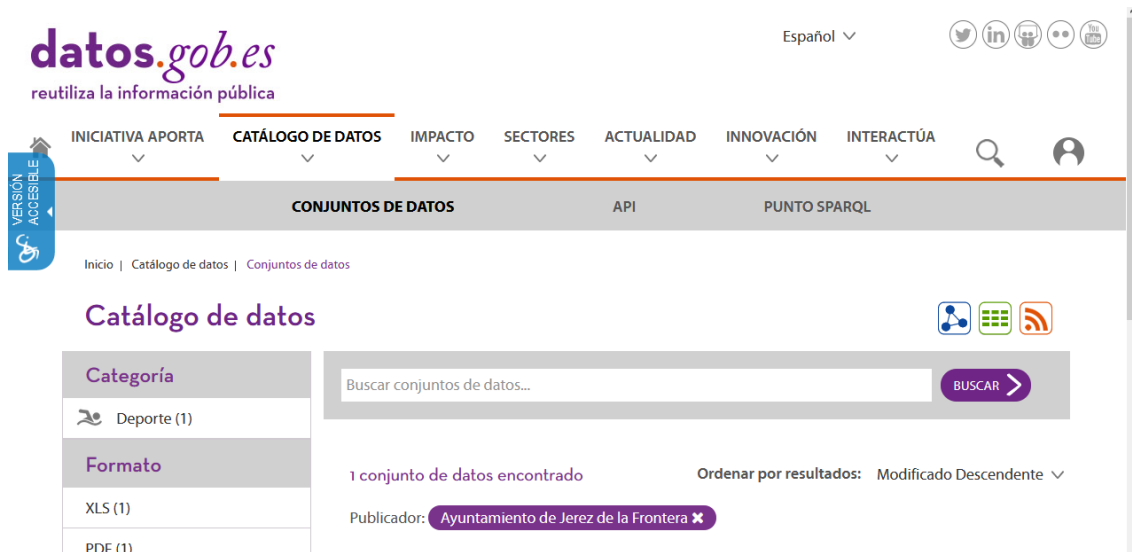 datos.gob.es
reutiliza la información pública
Español
You
Tube
INICIATIVA APORTA CATÁLOGO DE DATOS IMPACTO SECTORES ACTUALIDAD INNOVACIÓN INTERACTÚA
VERSIÓN
ACCESIBLE
CONJUNTOS DE DATOS API PUNTO SPARQL
Inicio | Catálogo de datos | Conjuntos de datos
Catálogo de datos
Categoría
Buscar conjuntos de datos... BUSCAR
Deporte (1)
Formato
1 conjunto de datos encontrado Ordenar por resultados: Modificado Descendente
XLS (1)
Publicador: Ayuntamiento de Jerez de la Frontera
PDF (1)